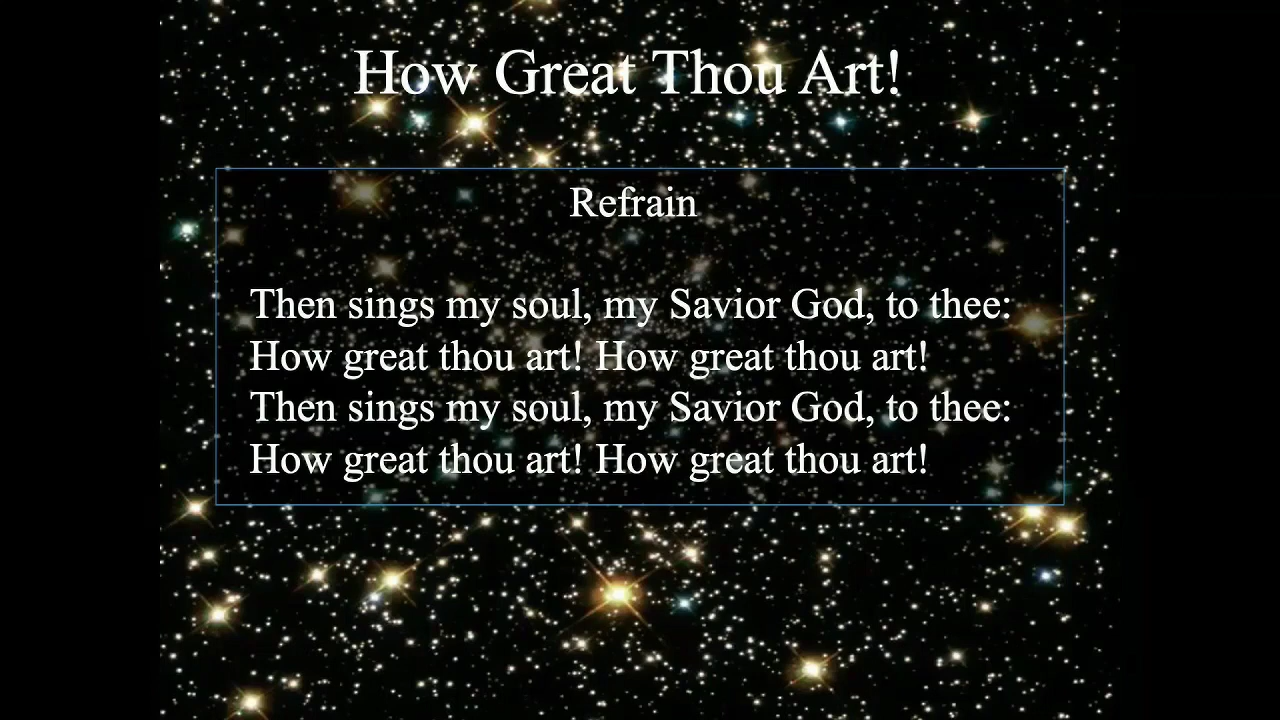 How Great Thou Art!
Refrain
Then sings my soul, my Savior God, to thee:
How great thou art! How great thou art!
Then sings my soul, my Savior God, to thee:
How great thou art! How great thou art!